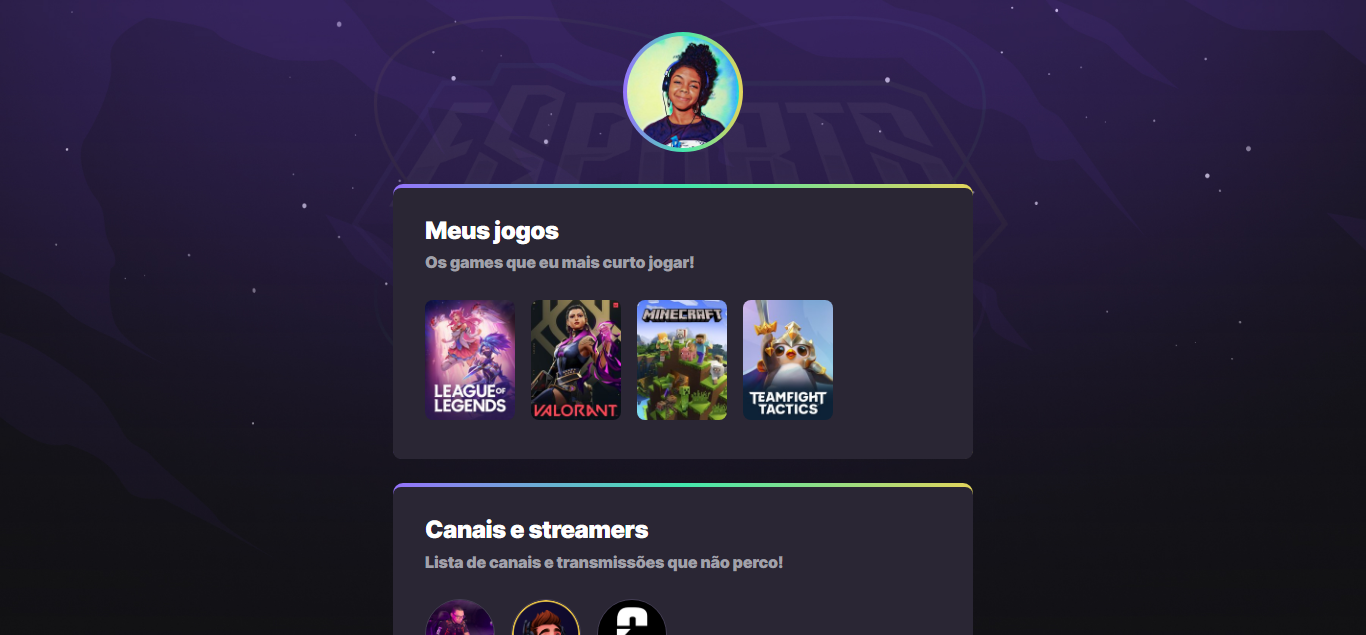 ESPORTS
Meus jogos
Os games que eu mais curto jogar!
LEAGUE OF
LEGENDS
VALORANT
MINECRAFT
TEAMFIGHT
TACTICS
Canais e streamers
Lista de canais e transmissões que não perco!